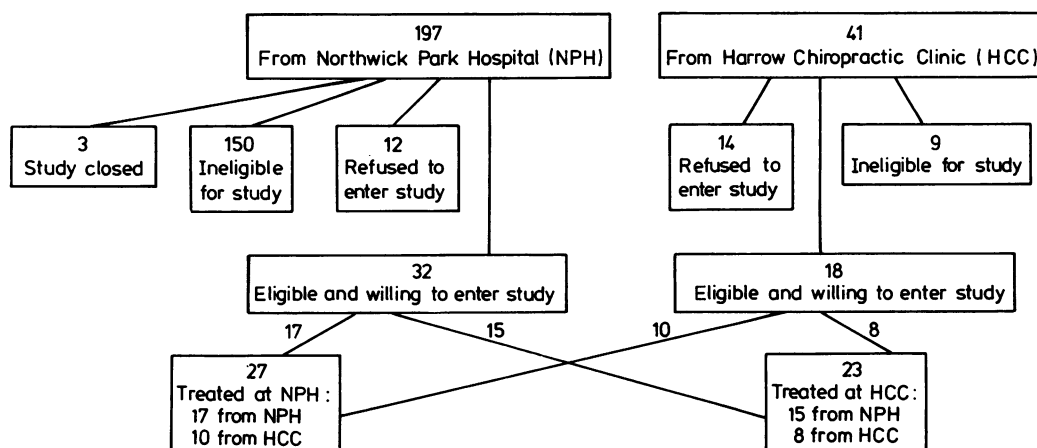 197
From Northwick Park Hospital (NPH)
41
From Harrow Chiropractic Clinic (HCC)
3
Study closed
150
Ineligible
for study
12
Refused to
enter study
14
Refused to
enter study
9
Ineligible for study
32
Eligible and willing to enter study
18
Eligible and willing to enter study
17
15
10
8
27
Treated at NPH :
17 from NPH
10 from HCC
23
Treated at HCC :
15 from NPH
8 from HCC